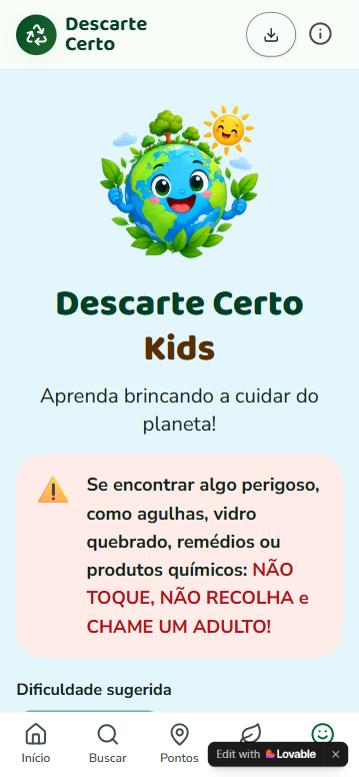 Descarte
Certo
Descarte Certo
Kids
Aprenda brincando a cuidar do
planeta!
Se encontrar algo perigoso,
como agulhas, vidro
quebrado, remédios ou
produtos químicos: NÃO
TOQUE, NÃO RECOLHA e
CHAME UM ADULTO!
Dificuldade sugerida
Início
Buscar
Pontos
Edit with Lovable